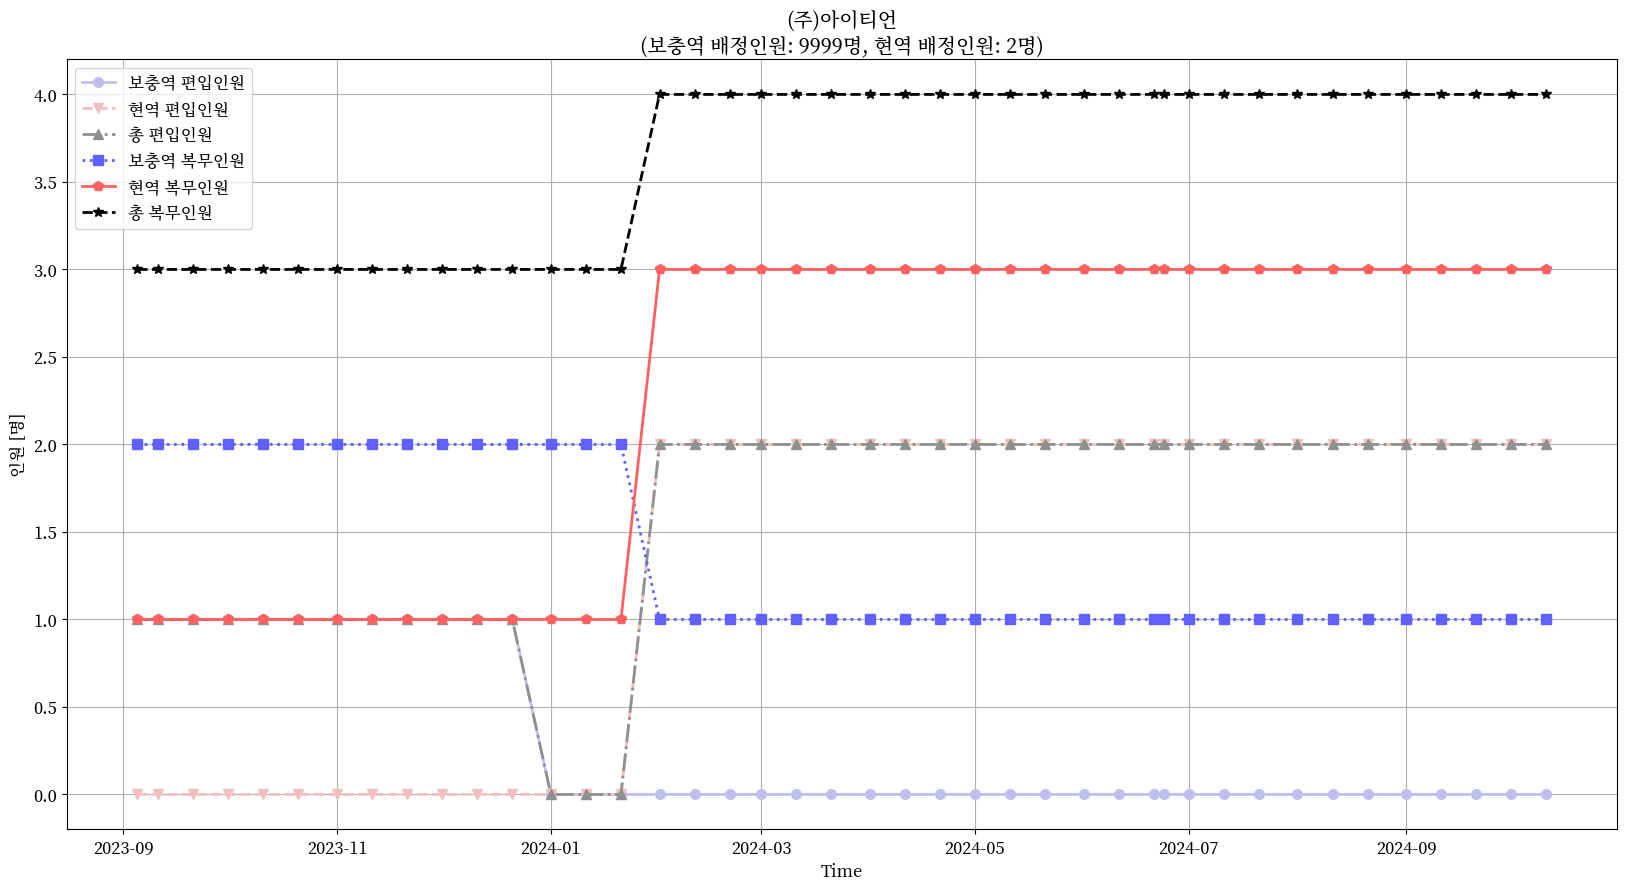 (주)아이티언
(보충역 배정인원: 9999명, 현역 배정인원: 2명)
보충역 편입인원
현역 편입인원
총 편입인원
보충역 복무인원
현역 복무인원
총 복무인원
인원 [명]
4.0
3.5
3.0
2.5
2.0
1.5
1.0
0.5
0.0
2023-09
2023-11
2024-01
2024-03
2024-05
2024-07
2024-09
Time